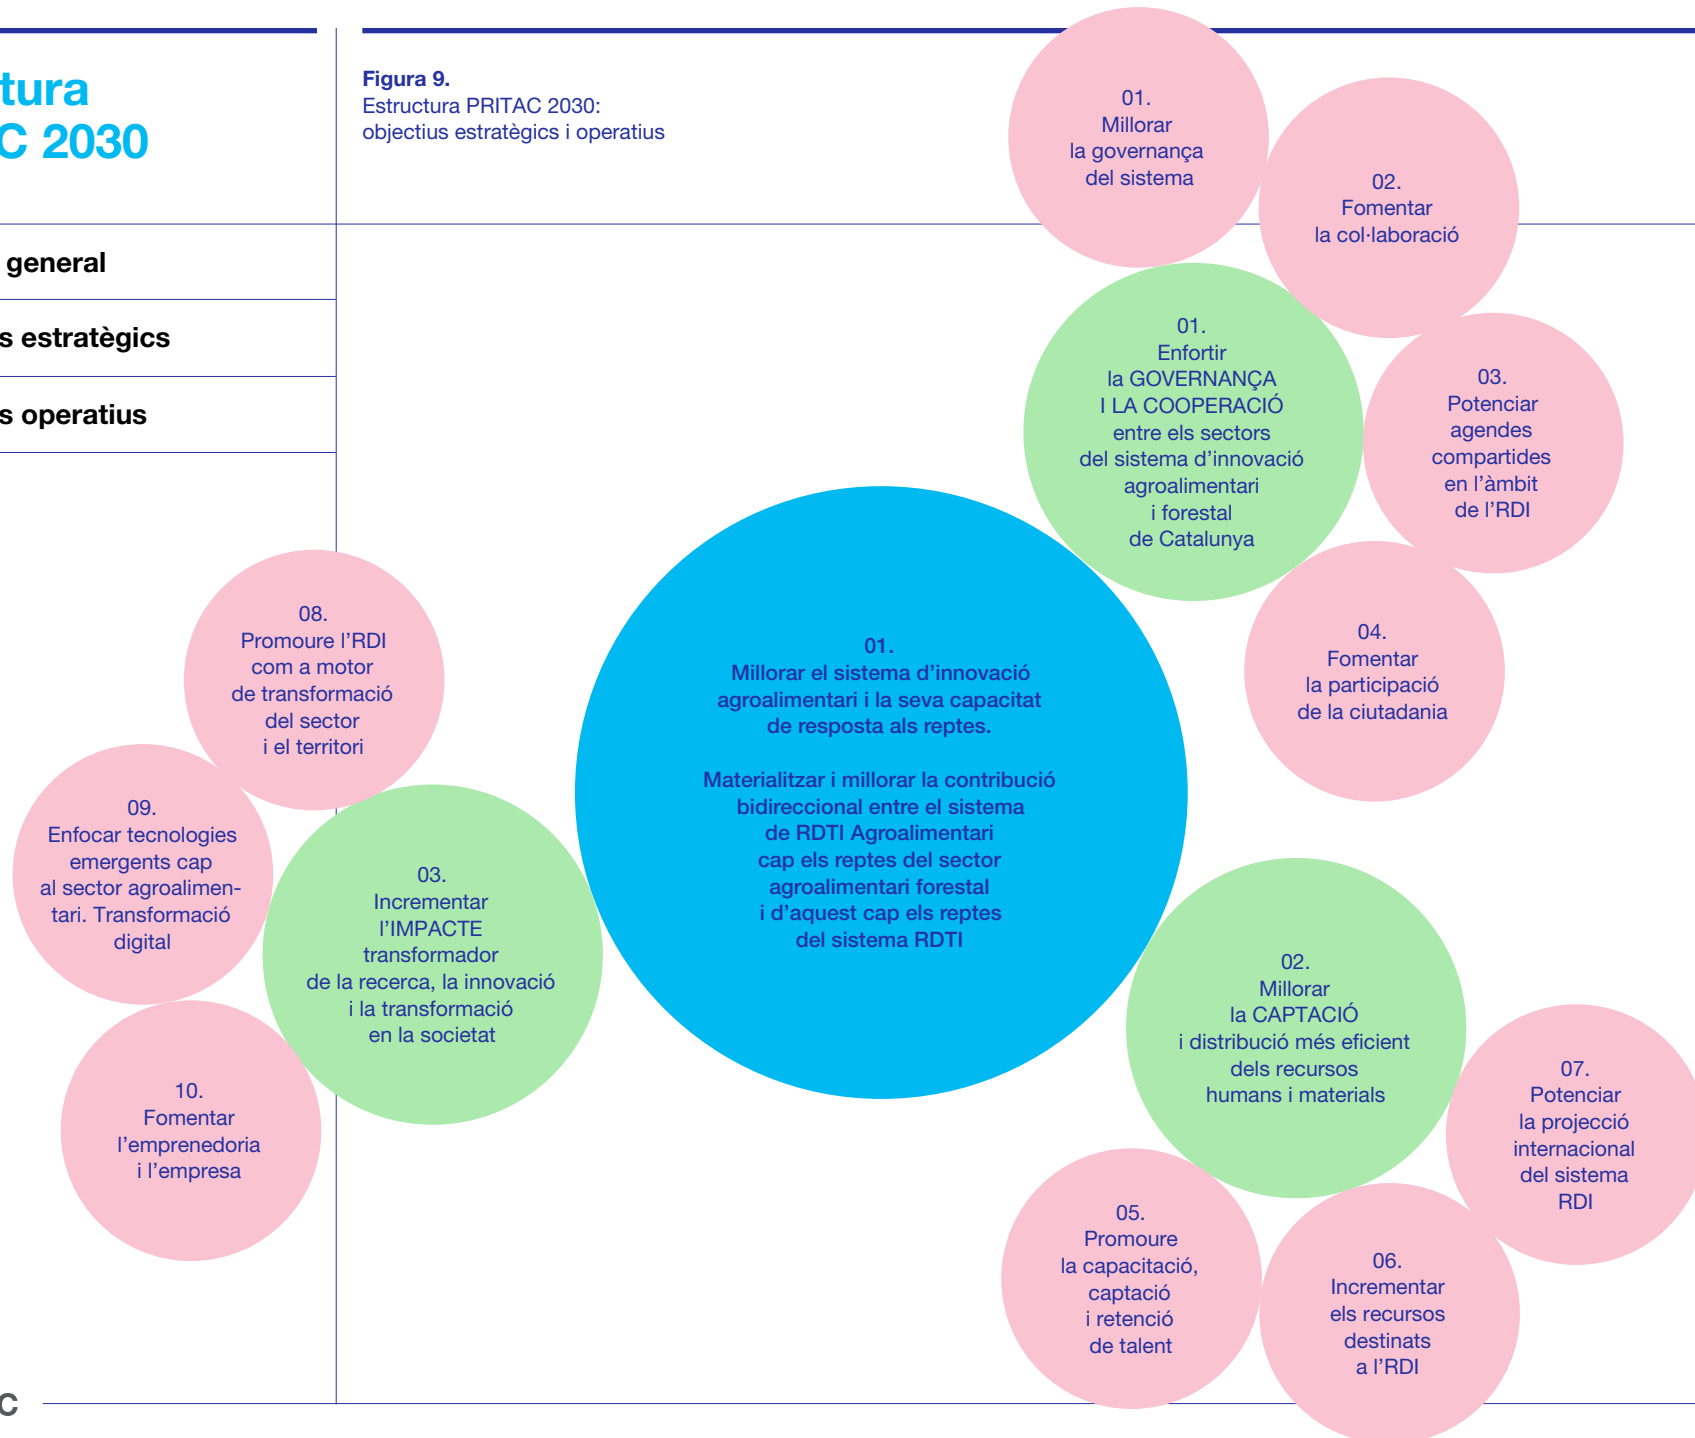 tura
C 2030
general
s estratègics
s operatius
Figura 9.
Estructura PRITAC 2030:
objectius estratègics i operatius
01.
Millorar
la governança
del sistema
02.
Fomentar
la col·laboració
01.
Enfortir
la GOVERNANÇA
I LA COOPERACIÓ
entre els sectors
del sistema d’innovació
agroalimentari
i forestal
de Catalunya
03.
Potenciar
agendes
compartides
en l’àmbit
de l’RDI
04.
Fomentar
la participació
de la ciutadania
01.
Millorar el sistema d’innovació
agroalimentari i la seva capacitat
de resposta als reptes.
Materialitzar i millorar la contribució
bidireccional entre el sistema
de RDTI Agroalimentari
cap els reptes del sector
agroalimentari forestal
i d’aquest cap els reptes
del sistema RDTI
08.
Promoure l’RDI
com a motor
de transformació
del sector
i el territori
09.
Enfocar tecnologies
emergents cap
al sector agroalimen-
tari. Transformació
digital
03.
Incrementar
l’IMPACTE
transformador
de la recerca, la innovació
i la transformació
en la societat
10.
Fomentar
l’emprenedoria
i l’empresa
02.
Millorar
la CAPTACIÓ
i distribució més eficient
dels recursos
humans i materials
07.
Potenciar
la projecció
internacional
del sistema
RDI
05.
Promoure
la capacitació,
captació
i retenció
de talent
06.
Incrementar
els recursos
destinats
a l’RDI
C